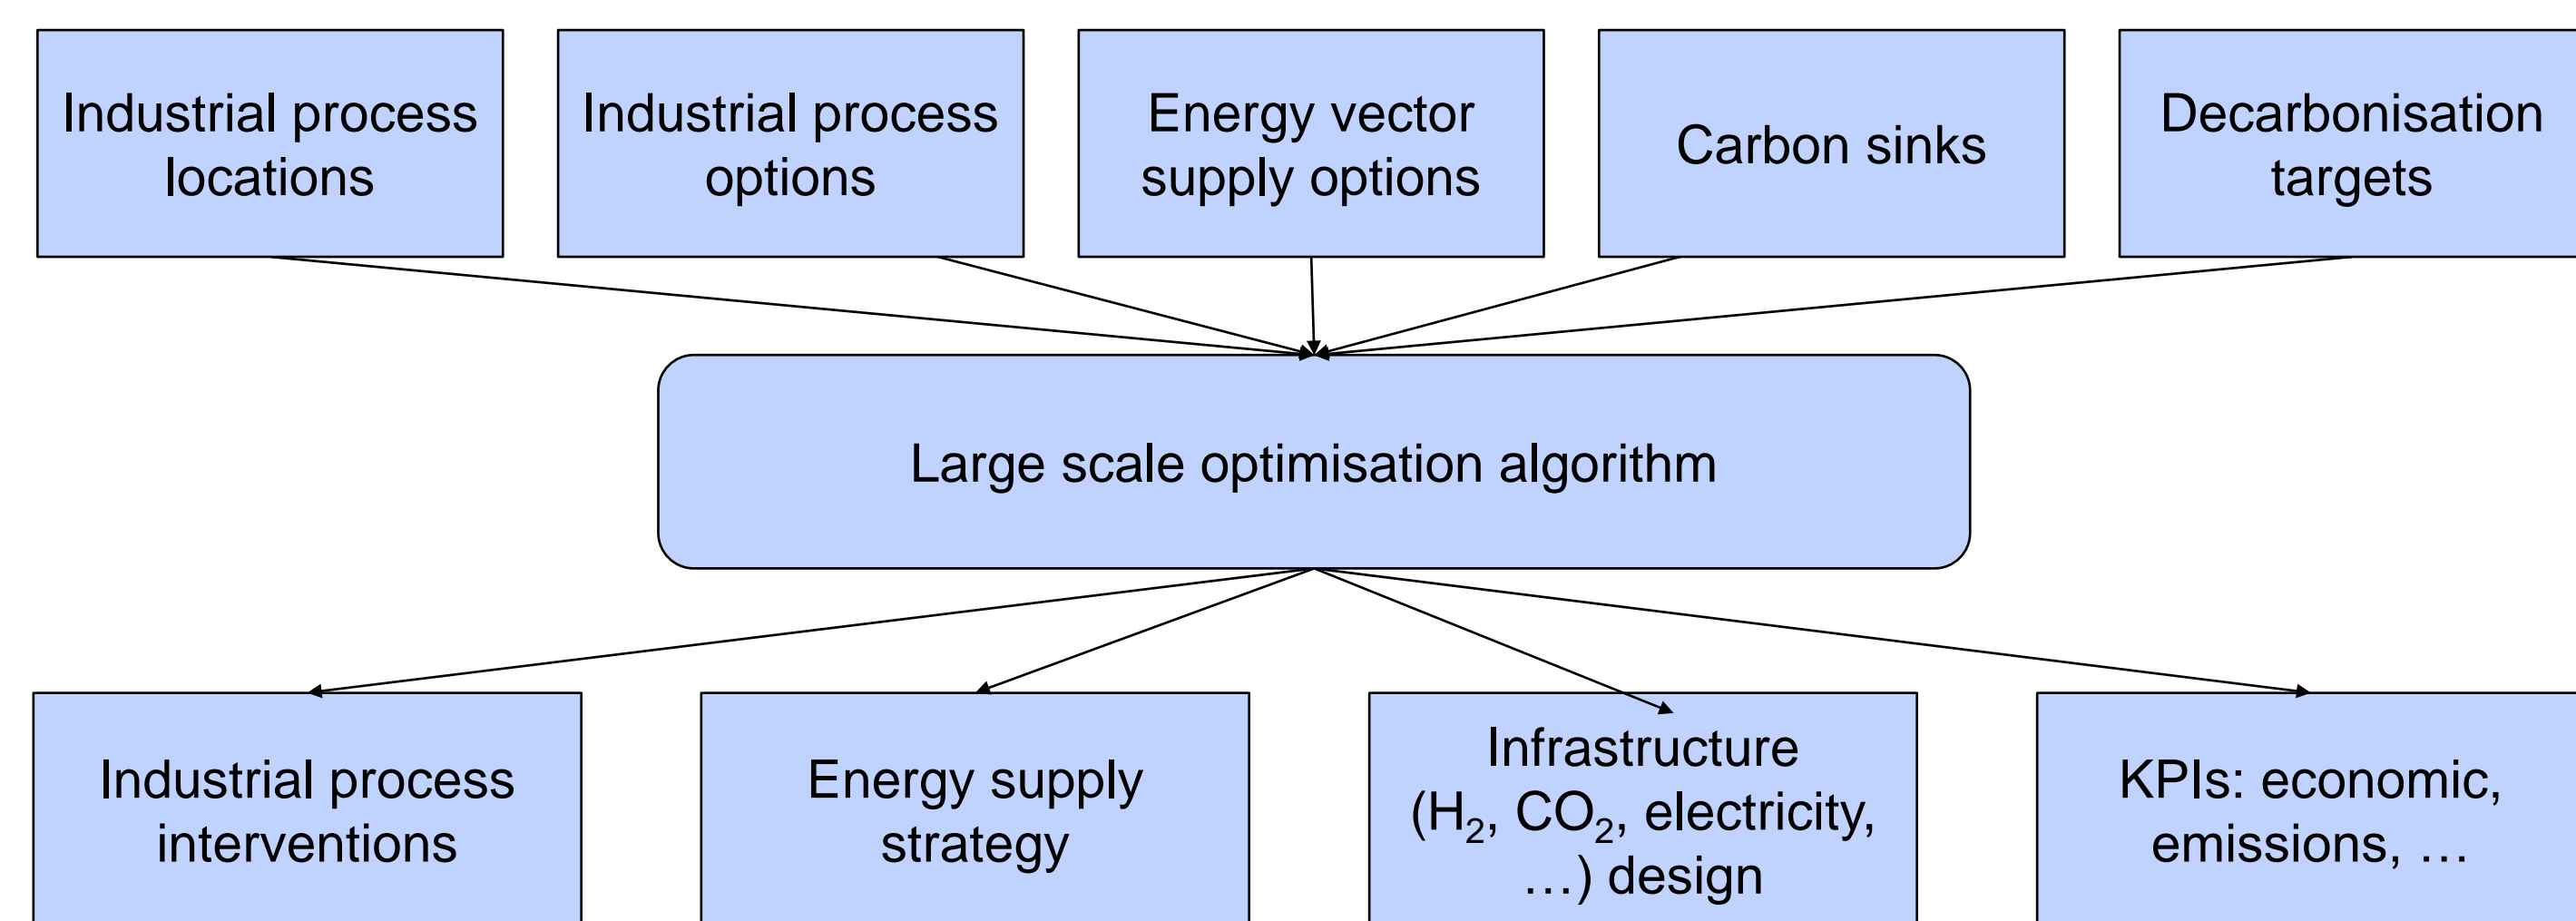 Industrial process
locations
Industrial process
options
Energy vector
supply options
Carbon sinks
Decarbonisation
targets
Large scale optimisation algorithm
Industrial process
interventions
Energy supply
strategy
Infrastructure
(H₂, CO₂, electricity,
…) design
KPIs: economic,
emissions, …